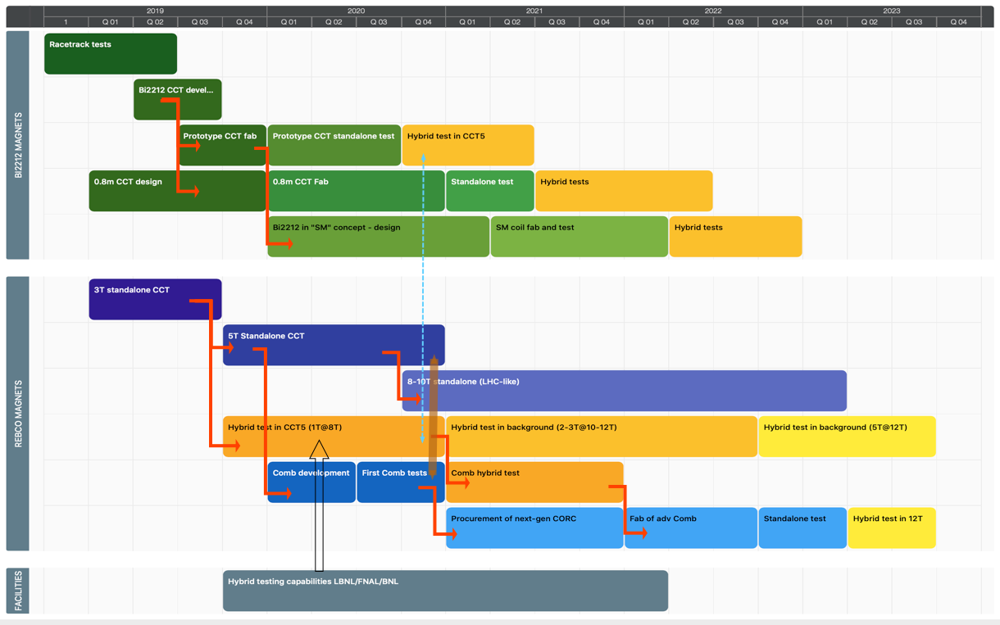 2019 2020 2021 2022 2023
1 Q 01 Q 02 Q 03 Q 04 Q 01 Q 02 Q 03 Q 04 Q 01 Q 02 Q 03 Q 04 Q 01 Q 02 Q 03 Q 04 Q 01 Q 02 Q 03 Q 04
BI2212 MAGNETS
Racetrack tests
Bi2212 CCT devel...
Prototype CCT fab
Prototype CCT standalone test
Hybrid test in CCT5
0.8m CCT design
0.8m CCT Fab
Standalone test
Hybrid tests
Bi2212 in "SM" concept - design
SM coil fab and test
Hybrid tests
REBCO MAGNETS
3T standalone CCT
5T Standalone CCT
8-10T standalone (LHC-like)
Hybrid test in CCT5 (1T@8T)
Hybrid test in background (2-3T@10-12T)
Hybrid test in background (5T@12T)
Comb development
First Comb tests
Comb hybrid test
Procurement of next-gen CORC
Fab of adv Comb
Standalone test
Hybrid test in 12T
FACILITIES
Hybrid testing capabilities LBNL/FNAL/BNL